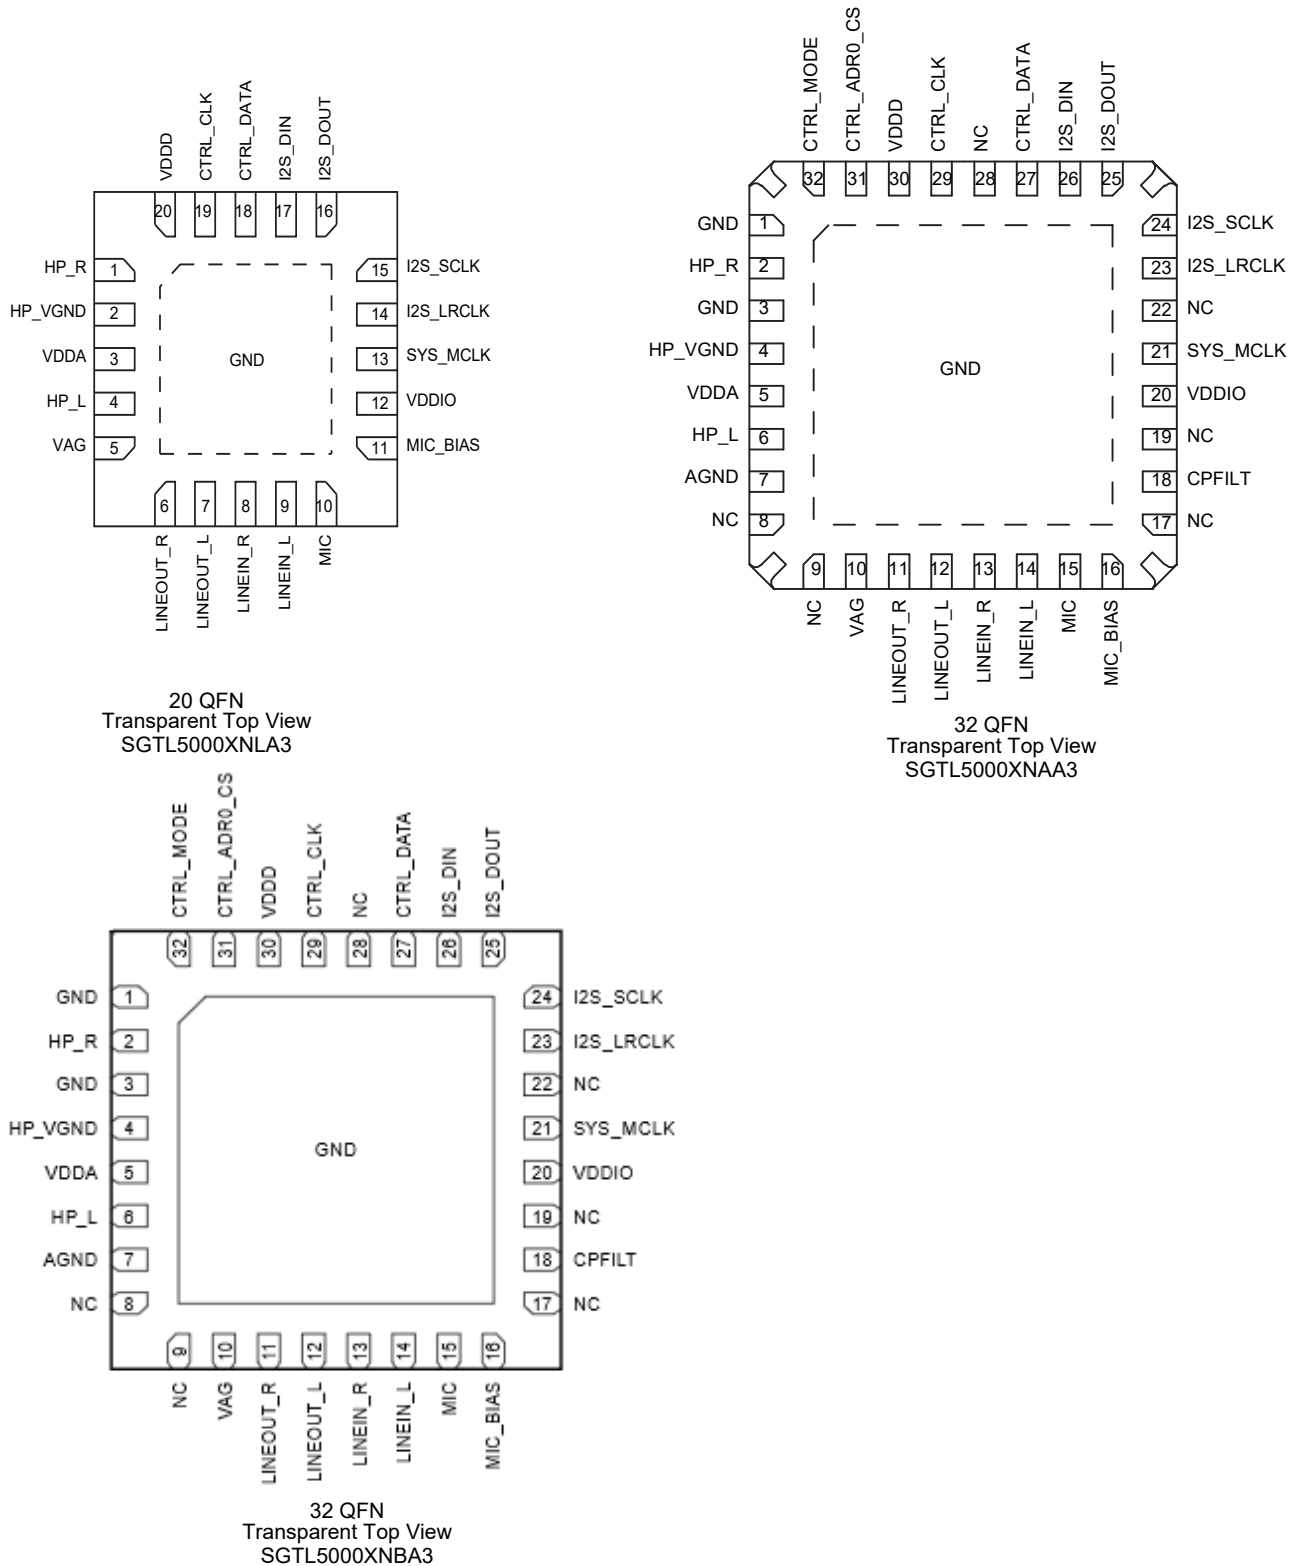 VDDD
CTRL_CLK
CTRL_DATA
I2S_DIN
I2S_DOUT
20 19 18 17 16
HP_R 1
HP_VGND 2
VDDA 3
HP_L 4
VAG 5
GND
15 I2S_SCLK
14 I2S_LRCLK
13 SYS_MCLK
12 VDDIO
11 MIC_BIAS
6 7 8 9 10
LINEOUT_R
LINEOUT_L
LINEIN_R
LINEIN_L
MIC
20 QFN
Transparent Top View
SGTL5000XNLA3
CTRL_MODE
CTRL_ADR0_CS
VDDD
CTRL_CLK
NC
CTRL_DATA
I2S_DIN
I2S_DOUT
32 31 30 29 28 27 26 25
GND 1
HP_R 2
GND 3
HP_VGND 4
VDDA 5
HP_L 6
AGND 7
NC 8
GND
24 I2S_SCLK
23 I2S_LRCLK
22 NC
21 SYS_MCLK
20 VDDIO
19 NC
18 CPFILT
17 NC
9 10 11 12 13 14 15 16
NC
VAG
LINEOUT_R
LINEOUT_L
LINEIN_R
LINEIN_L
MIC
MIC_BIAS
32 QFN
Transparent Top View
SGTL5000XNAA3
CTRL_MODE
CTRL_ADR0_CS
VDDD
CTRL_CLK
NC
CTRL_DATA
I2S_DIN
I2S_DOUT
32 31 30 29 28 27 26 25
GND 1
HP_R 2
GND 3
HP_VGND 4
VDDA 5
HP_L 6
AGND 7
NC 8
GND
24 I2S_SCLK
23 I2S_LRCLK
22 NC
21 SYS_MCLK
20 VDDIO
19 NC
18 CPFILT
17 NC
9 10 11 12 13 14 15 16
NC
VAG
LINEOUT_R
LINEOUT_L
LINEIN_R
LINEIN_L
MIC
MIC_BIAS
32 QFN
Transparent Top View
SGTL5000XNBA3